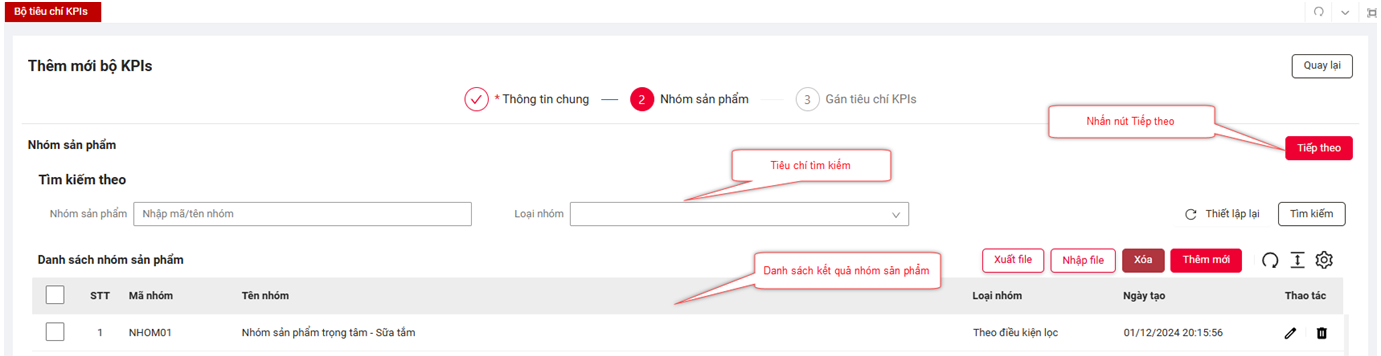 Bộ tiêu chí KPIs
Thêm mới bộ KPIs
Quay lại
* Thông tin chung
2 Nhóm sản phẩm
3 Gán tiêu chí KPIs
Nhấn nút Tiếp theo
Nhóm sản phẩm
Tiếp theo
Tiêu chí tìm kiếm
Tìm kiếm theo
Nhóm sản phẩm Nhập mã/tên nhóm Loại nhóm Thiết lập lại Tìm kiếm
Danh sách nhóm sản phẩm Xuất file Nhập file Xóa Thêm mới
Danh sách kết quả nhóm sản phẩm
STT Mã nhóm Tên nhóm Loại nhóm Ngày tạo Thao tác
1 NHOM01 Nhóm sản phẩm trọng tâm - Sữa tắm Theo điều kiện lọc 01/12/2024 20:15:56